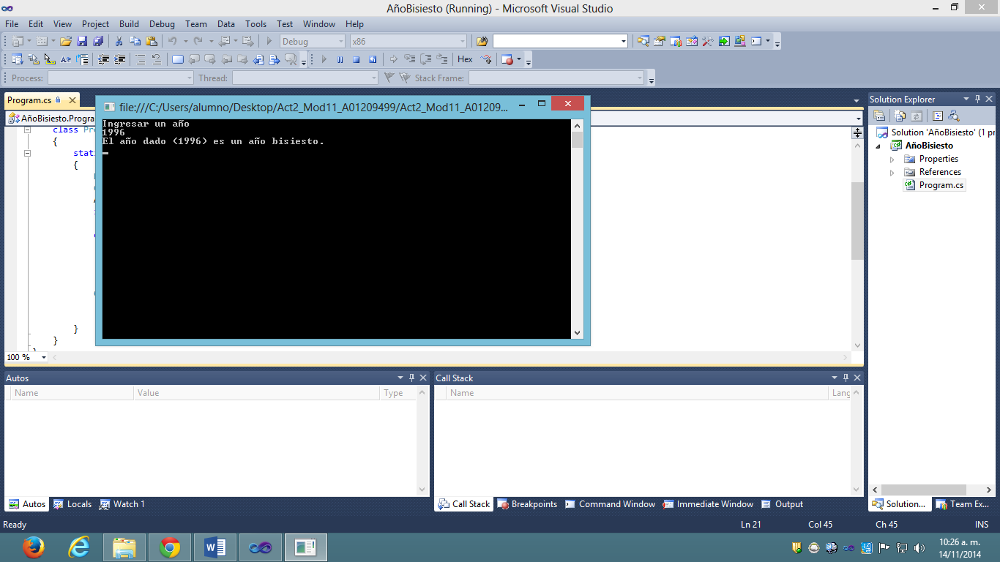 AñoBisiesto (Running) - Microsoft Visual Studio
File Edit View Project Build Debug Team Data Tools Test Window Help
Debug x86
Hex
Process: Thread: Stack Frame:
Program.cs
file:///C:/Users/alumno/Desktop/Act2_Mod11_A01209499/Act2_Mod11_A01209...
AñoBisiesto.Progra
class
{
{
}
}
Ingresar un año
1996
El año dado (1996) es un año bisiesto.
100 %
Solution Explorer
Solution 'AñoBisiesto' (1 pr
AñoBisiesto
Properties
References
Program.cs
Autos
Name Value Type
Call Stack
Name Lang
Autos Locals Watch 1
Call Stack Breakpoints Command Window Immediate Window Output
Solution... Team Ex...
Ready Ln 21 Col 45 Ch 45 INS
10:26 a. m.
14/11/2014